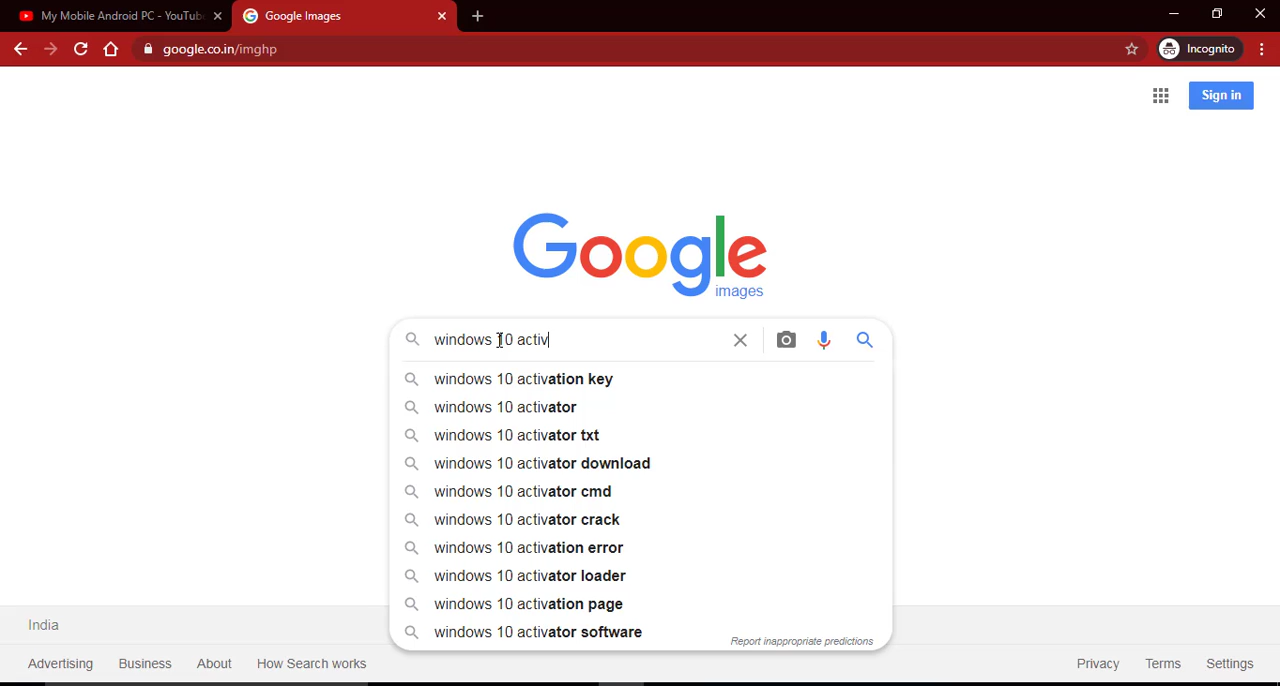 My Mobile Android PC - YouTub
Google Images
google.co.in/imghp
Incognito
Sign in
Google
images
windows 10 activ
windows 10 activation key
windows 10 activator
windows 10 activator txt
windows 10 activator download
windows 10 activator cmd
windows 10 activator crack
windows 10 activation error
windows 10 activator loader
windows 10 activation page
windows 10 activator software
Report inappropriate predictions
India
Advertising Business About How Search works Privacy Terms Settings